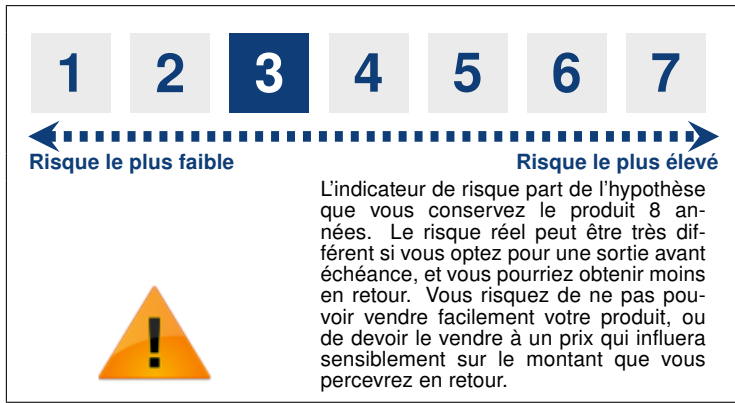 1 2 3 4 5 6 7
Risque le plus faible Risque le plus élevé
L'indicateur de risque part de l'hypothèse
que vous conservez le produit 8 an-
nées. Le risque réel peut être très dif-
férent si vous optez pour une sortie avant
échéance, et vous pourriez obtenir moins
en retour. Vous risquez de ne pas pou-
voir vendre facilement votre produit, ou
de devoir le vendre à un prix qui influera
sensiblement sur le montant que vous
percevrez en retour.
!